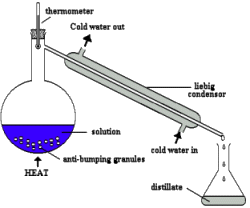 thermometer
Cold water out
liebig
condensor
solution
cold water in
anti-bumping granules
HEAT
distillate